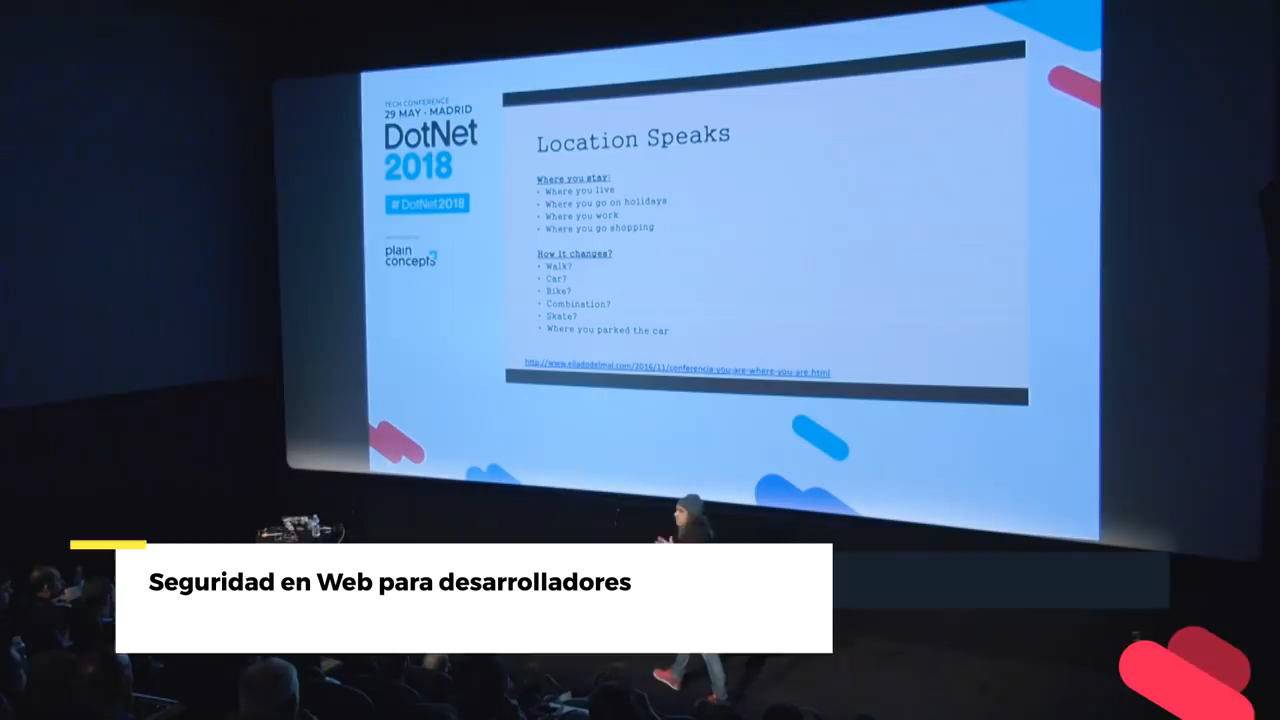 TECH CONFERENCE
29 MAY · MADRID
DotNet
2018
#DotNet2018
plain
concepts
Location Speaks
Where you stay:
• Where you live
• Where you go on holidays
• Where you work
• Where you go shopping
How it changes?
• Walk?
• Car?
• Bike?
• Combination?
• Skate?
• Where you parked the car
http://www.elladodelmal.com/2016/11/conferencia-you-are-where-you-are.html
Seguridad en Web para desarrolladores